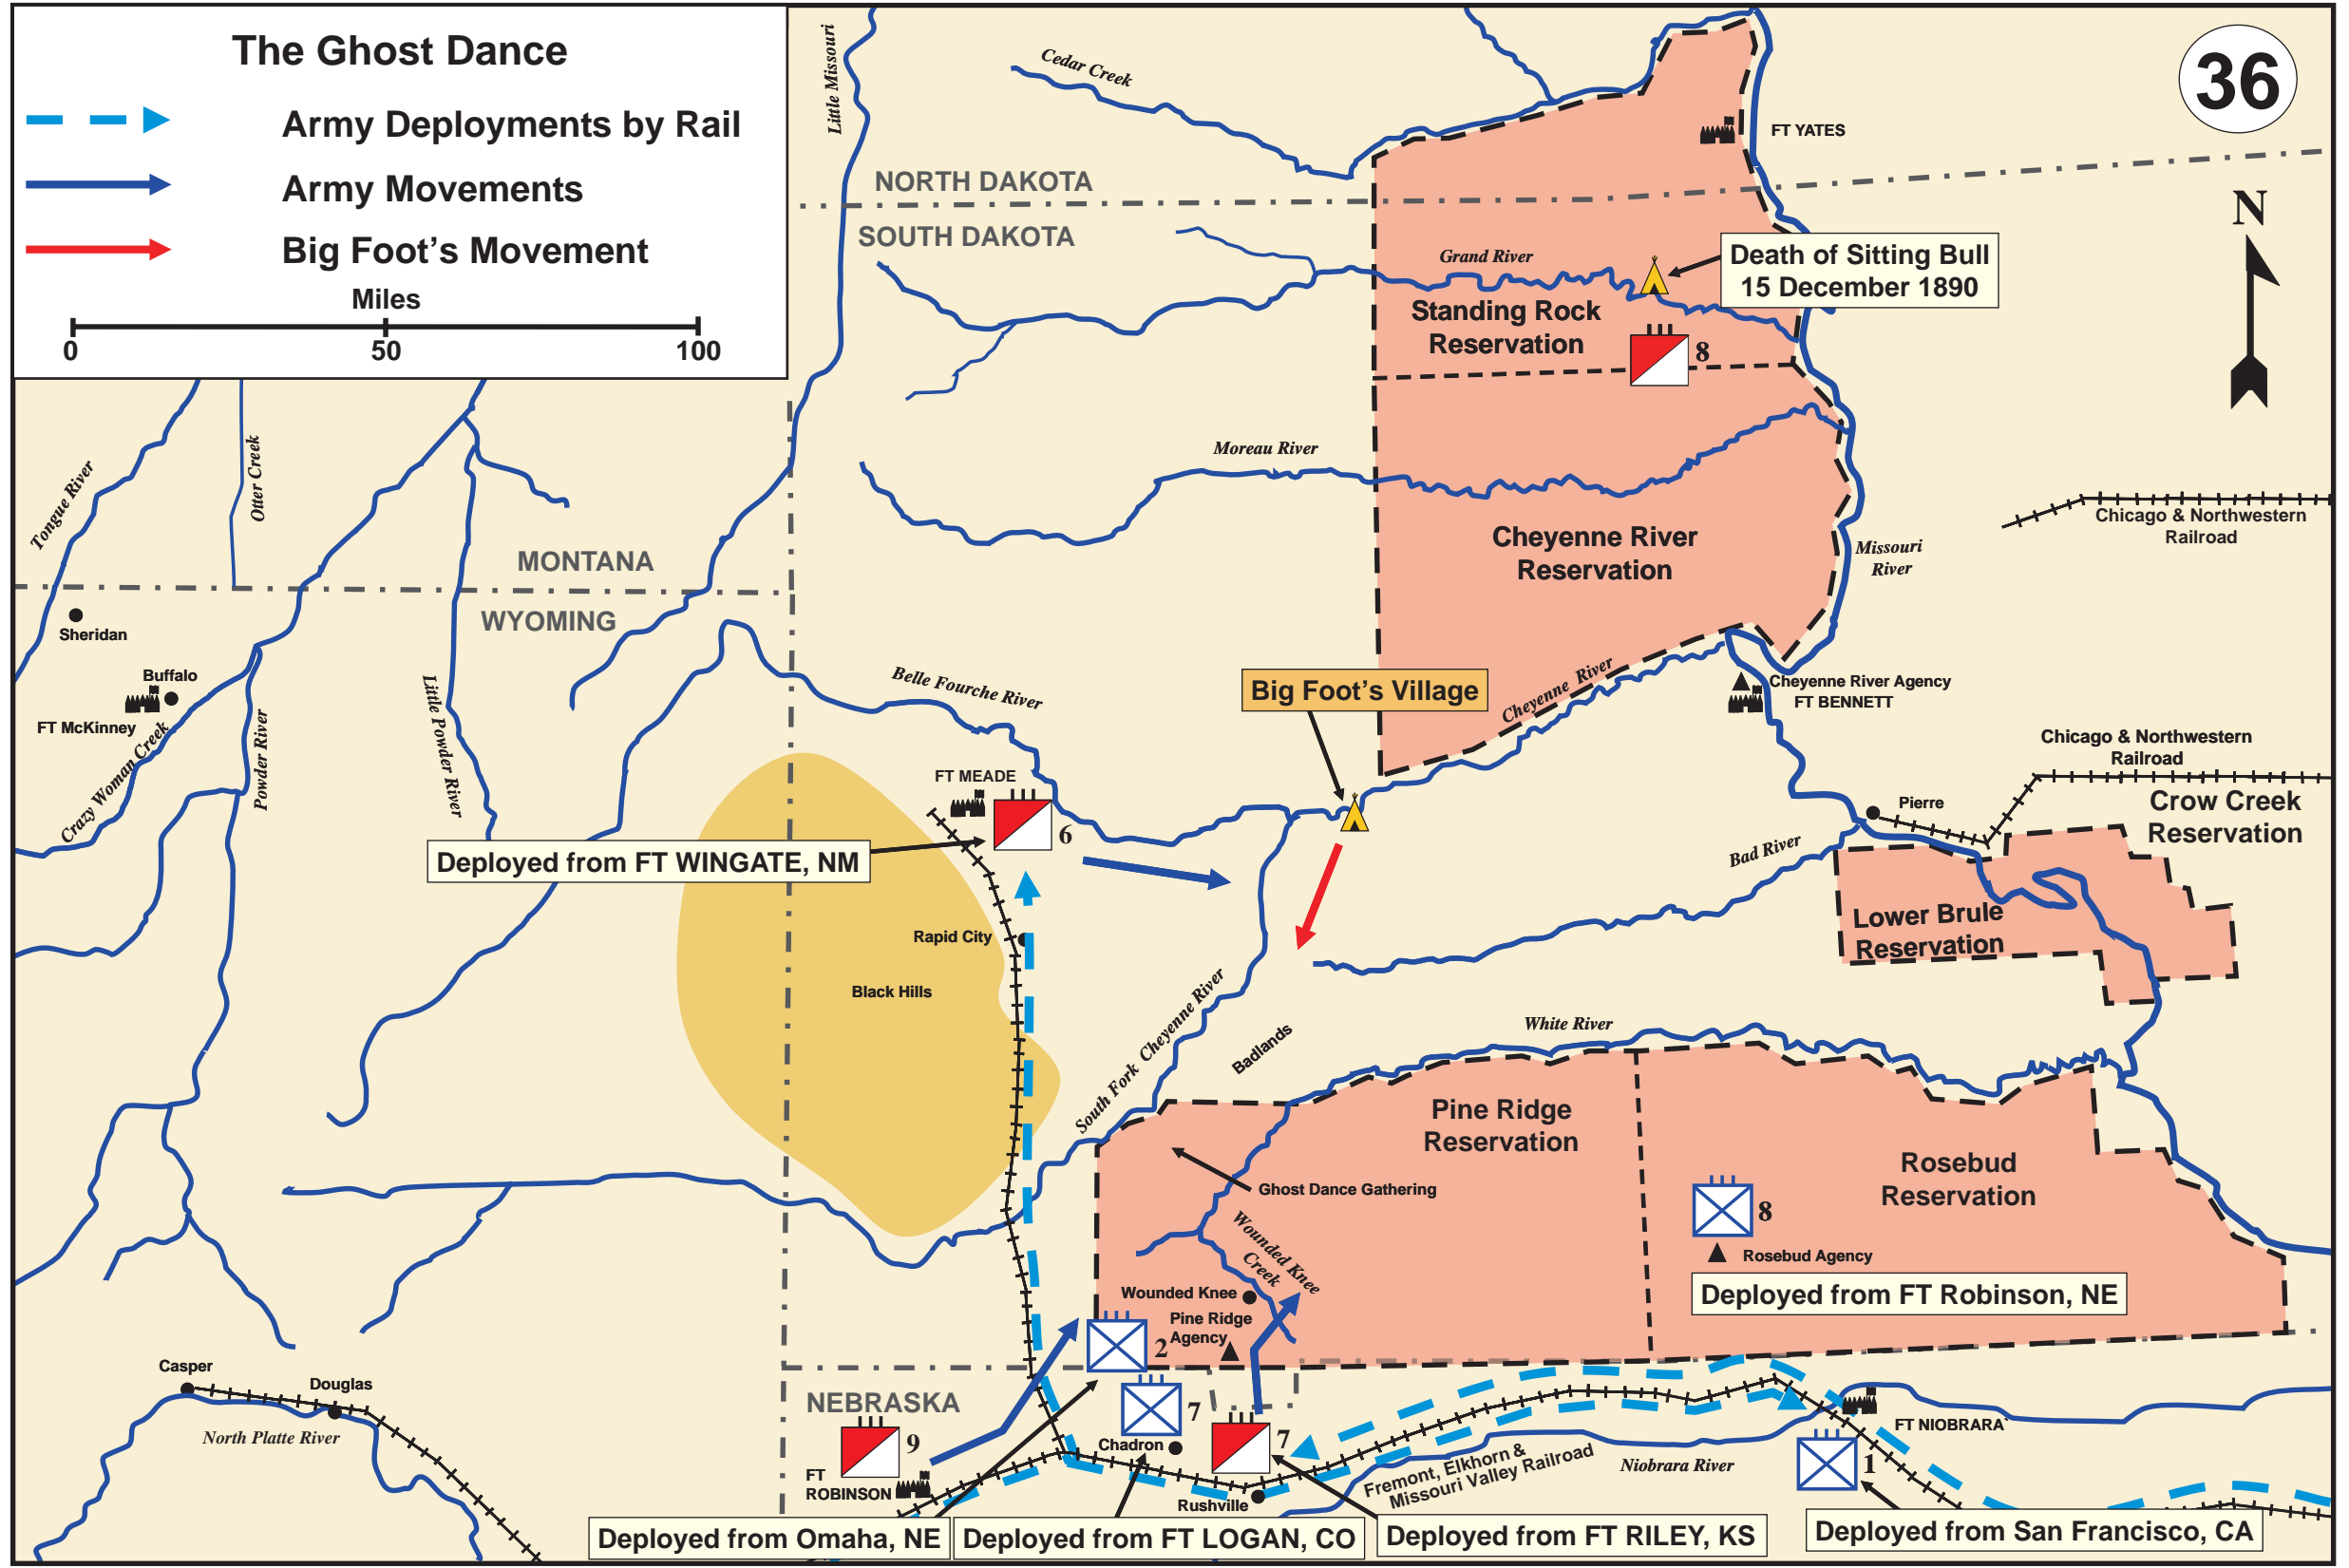 The Ghost Dance
Army Deployments by Rail
Army Movements
Big Foot's Movement
Miles
0 50 100
36
N
Little Missouri
Cedar Creek
FT YATES
NORTH DAKOTA
SOUTH DAKOTA
Grand River
Death of Sitting Bull
15 December 1890
Standing Rock
Reservation
8
Tongue River
Otter Creek
Moreau River
Chicago & Northwestern
Railroad
Cheyenne River
Reservation
Missouri
River
MONTANA
WYOMING
Sheridan
Buffalo
FT McKinney
Crazy Woman Creek
Powder River
Little Powder River
Belle Fourche River
Big Foot's Village
Cheyenne River
Cheyenne River Agency
FT BENNETT
Chicago & Northwestern
Railroad
FT MEADE
6
Deployed from FT WINGATE, NM
Pierre
Crow Creek
Reservation
Bad River
Lower Brule
Reservation
Rapid City
Black Hills
South Fork Cheyenne River
Badlands
White River
Pine Ridge
Reservation
Rosebud
Reservation
Ghost Dance Gathering
8
Rosebud Agency
Deployed from FT Robinson, NE
Wounded Knee
Creek
Wounded Knee
Pine Ridge
Agency
2
Casper
Douglas
North Platte River
NEBRASKA
9
FT
ROBINSON
7
Chadron
7
Rushville
Fremont, Elkhorn &
Missouri Valley Railroad
Niobrara River
FT NIOBRARA`
1
Deployed from Omaha, NE
Deployed from FT LOGAN, CO
Deployed from FT RILEY, KS
Deployed from San Francisco, CA